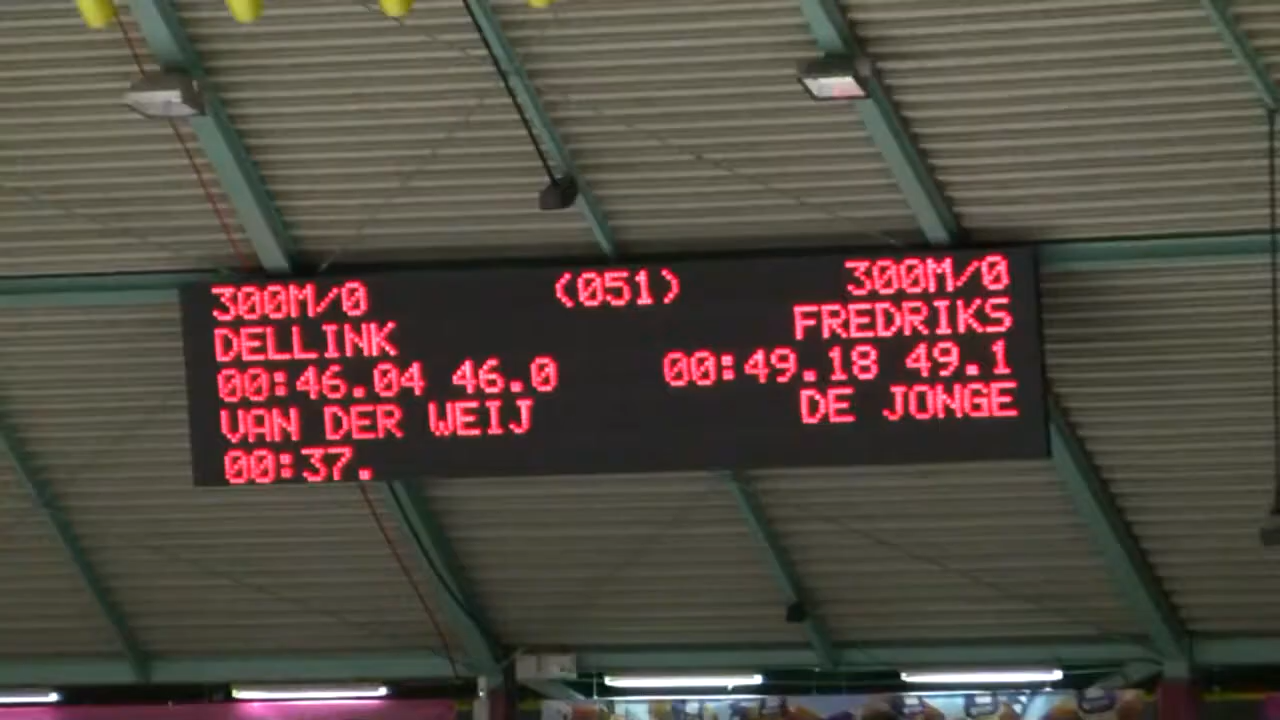 300M/0 (051) 300M/0
DELLINK FREDRIKS
00:46.04 46.0 00:49.18 49.1
VAN DER WEIJ DE JONGE
00:37.